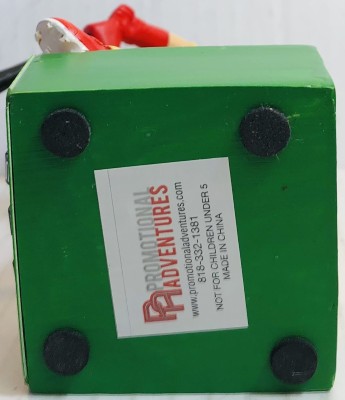 PROMOTIONAL
ADVENTURES
www.promotionaladventures.com
818-332-1381
NOT FOR CHILDREN UNDER 5
MADE IN CHINA